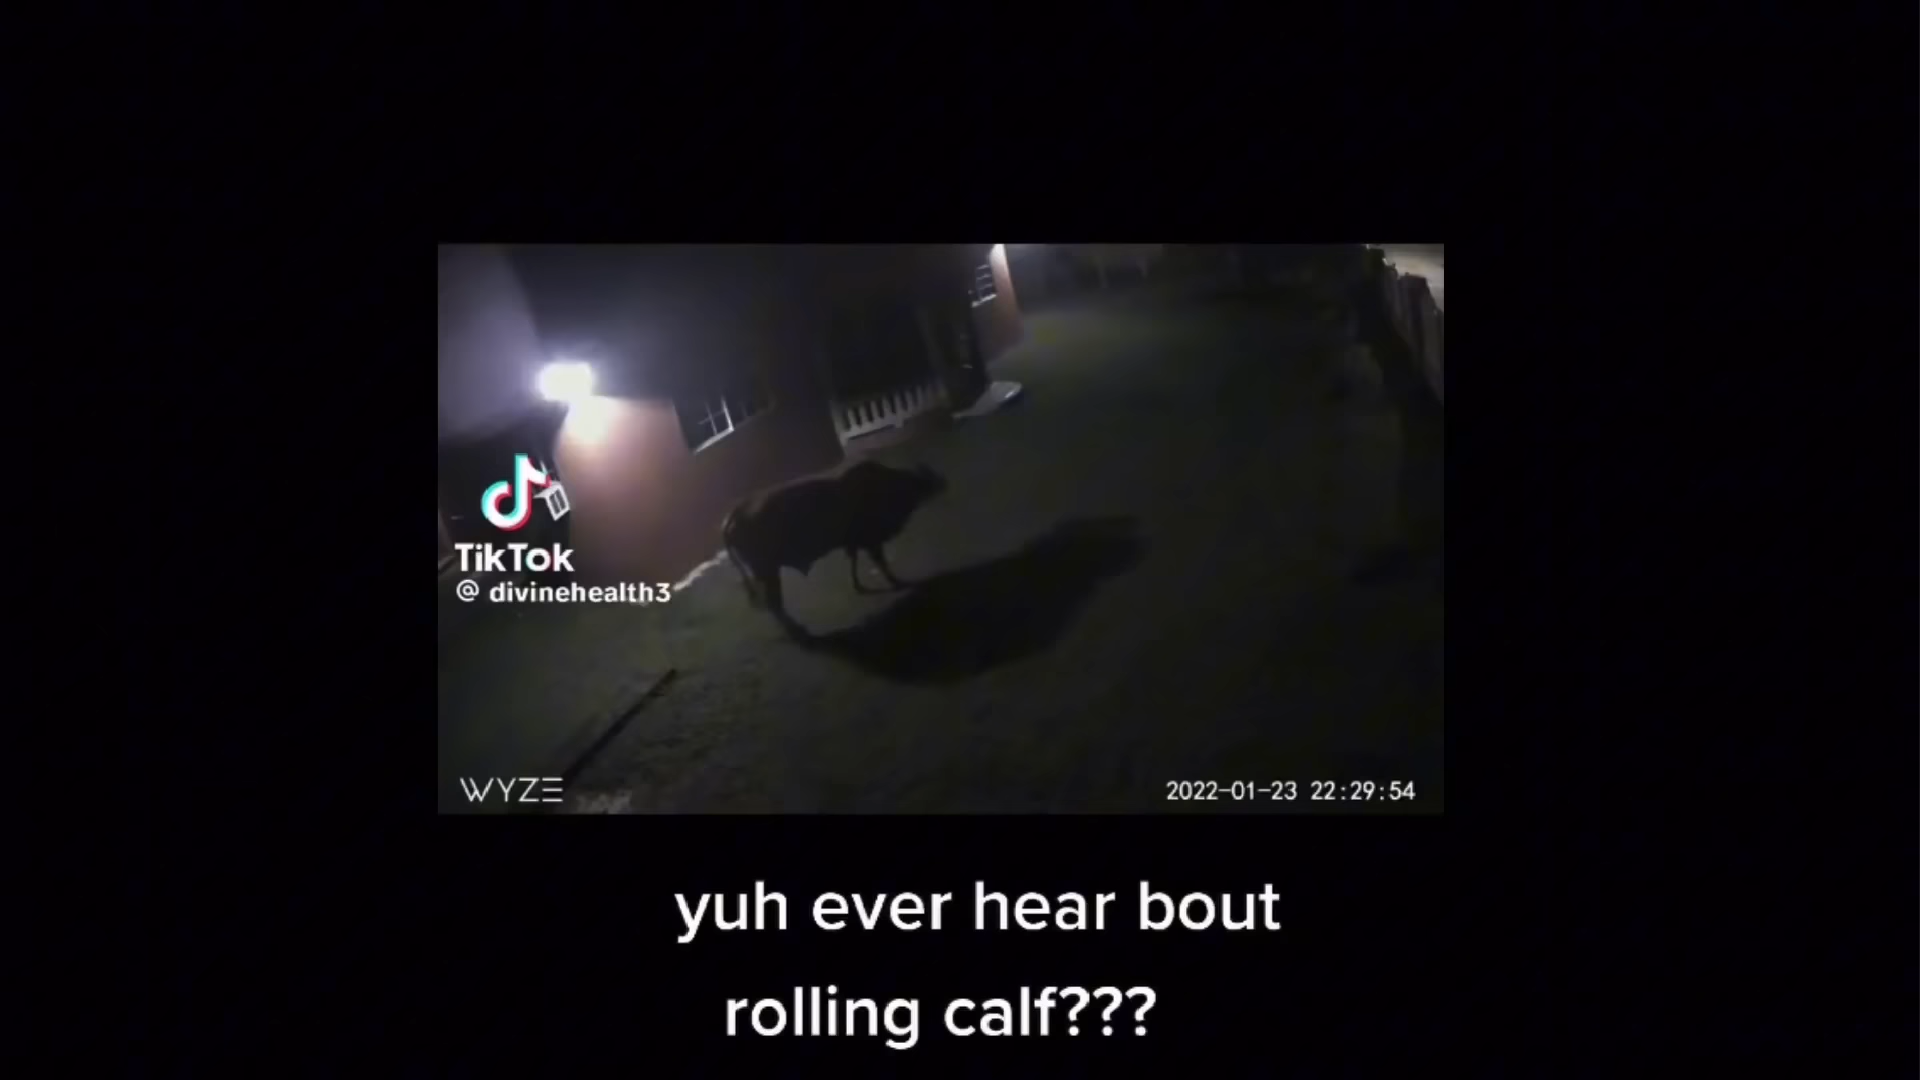 TikTok
@ divinehealth3
WYZE
2022-01-23 22:29:54
yuh ever hear bout
rolling calf???